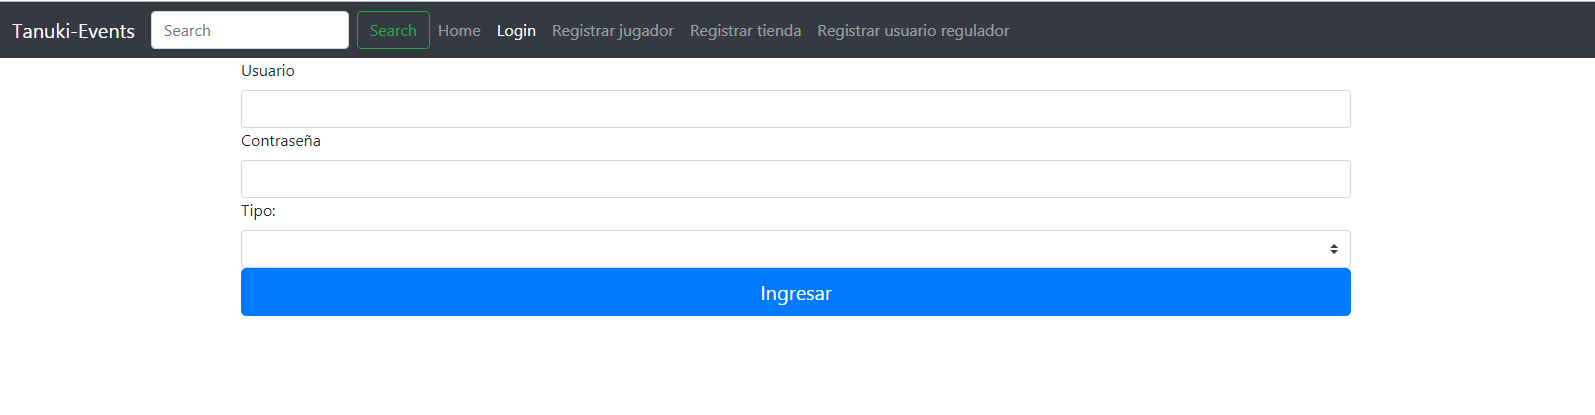 Tanuki-Events Search Search Home Login Registrar jugador Registrar tienda Registrar usuario regulador
Usuario
Contraseña
Tipo:
Ingresar